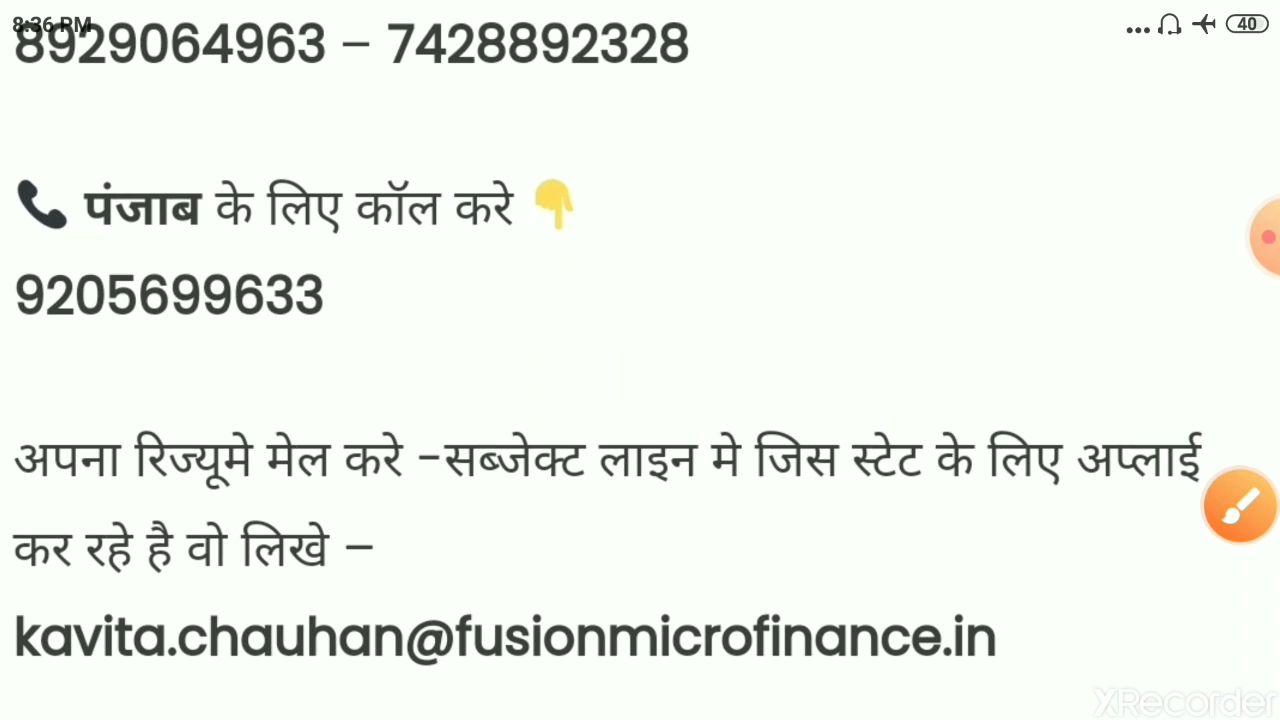 8:36 PM
40
8929064963 – 7428892328
पंजाब के लिए कॉल करे
9205699633
अपना रिज्यूमे मेल करे -सब्जेक्ट लाइन मे जिस स्टेट के लिए अप्लाई
कर रहे है वो लिखे –
kavita.chauhan@fusionmicrofinance.in
XRecorder